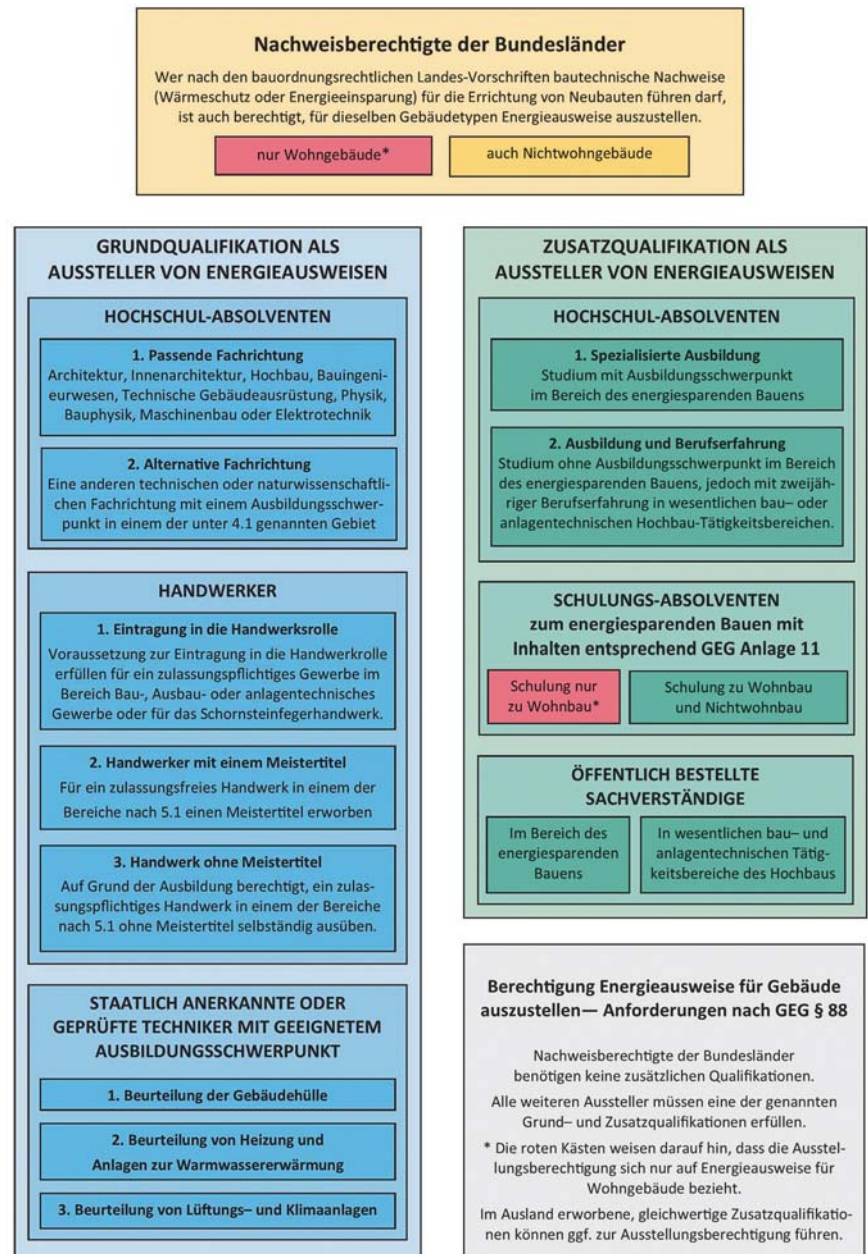 Nachweisberechtigte der Bundesländer
Wer nach den bauordnungsrechtlichen Landes-Vorschriften bautechnische Nachweise
(Wärmeschutz oder Energieeinsparung) für die Errichtung von Neubauten führen darf,
ist auch berechtigt, für dieselben Gebäudetypen Energieausweise auszustellen.
nur Wohngebäude*
auch Nichtwohngebäude
GRUNDQUALIFIKATION ALS
AUSSTELLER VON ENERGIEAUSWEISEN
HOCHSCHUL-ABSOLVENTEN
1. Passende Fachrichtung
Architektur, Innenarchitektur, Hochbau, Bauingeni-
eurwesen, Technische Gebäudeausrüstung, Physik,
Bauphysik, Maschinenbau oder Elektrotechnik
2. Alternative Fachrichtung
Eine anderen technischen oder naturwissenschaftli-
chen Fachrichtung mit einem Ausbildungsschwer-
punkt in einem der unter 4.1 genannten Gebiet
HANDWERKER
1. Eintragung in die Handwerksrolle
Voraussetzung zur Eintragung in die Handwerkrolle
erfüllen für ein zulassungspflichtiges Gewerbe im
Bereich Bau-, Ausbau- oder anlagentechnisches
Gewerbe oder für das Schornsteinfegerhandwerk.
2. Handwerker mit einem Meistertitel
Für ein zulassungsfreies Handwerk in einem der
Bereiche nach 5.1 einen Meistertitel erworben
3. Handwerk ohne Meistertitel
Auf Grund der Ausbildung berechtigt, ein zulas-
sungspflichtiges Handwerk in einem der Bereiche
nach 5.1 ohne Meistertitel selbständig ausüben.
STAATLICH ANERKANNTE ODER
GEPRÜFTE TECHNIKER MIT GEEIGNETEM
AUSBILDUNGSSCHWERPUNKT
1. Beurteilung der Gebäudehülle
2. Beurteilung von Heizung und
Anlagen zur Warmwassererwärmung
3. Beurteilung von Lüftungs– und Klimaanlagen
ZUSATZQUALIFIKATION ALS
AUSSTELLER VON ENERGIEAUSWEISEN
HOCHSCHUL-ABSOLVENTEN
1. Spezialisierte Ausbildung
Studium mit Ausbildungsschwerpunkt
im Bereich des energiesparenden Bauens
2. Ausbildung und Berufserfahrung
Studium ohne Ausbildungsschwerpunkt im Bereich
des energiesparenden Bauens, jedoch mit zweijäh-
riger Berufserfahrung in wesentlichen bau– oder
anlagentechnischen Hochbau-Tätigkeitsbereichen.
SCHULUNGS-ABSOLVENTEN
zum energiesparenden Bauen mit
Inhalten entsprechend GEG Anlage 11
Schulung nur
zu Wohnbau*
Schulung zu Wohnbau
und Nichtwohnbau
ÖFFENTLICH BESTELLTE
SACHVERSTÄNDIGE
Im Bereich des
energiesparenden
Bauens
In wesentlichen bau– und
anlagentechnischen Tätig-
keitsbereiche des Hochbaus
Berechtigung Energieausweise für Gebäude
auszustellen— Anforderungen nach GEG § 88
Nachweisberechtigte der Bundesländer
benötigen keine zusätzlichen Qualifikationen.
Alle weiteren Aussteller müssen eine der genannten
Grund– und Zusatzqualifikationen erfüllen.
* Die roten Kästen weisen darauf hin, dass die Ausstel-
lungsberechtigung sich nur auf Energieausweise für
Wohngebäude bezieht.
Im Ausland erworbene, gleichwertige Zusatzqualifikatio-
nen können ggf. zur Ausstellungsberechtigung führen.